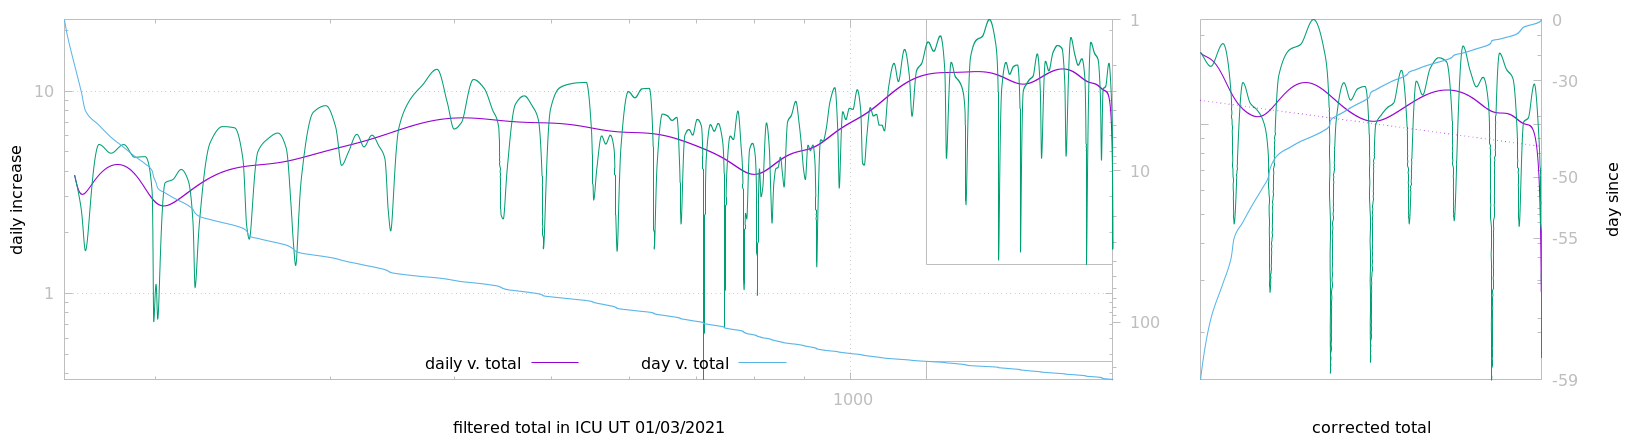 daily increase
10
1
1
10
100
daily v. total
day v. total
1000
filtered total in ICU UT 01/03/2021
0
-30
-50
-55
-59
day since
corrected total